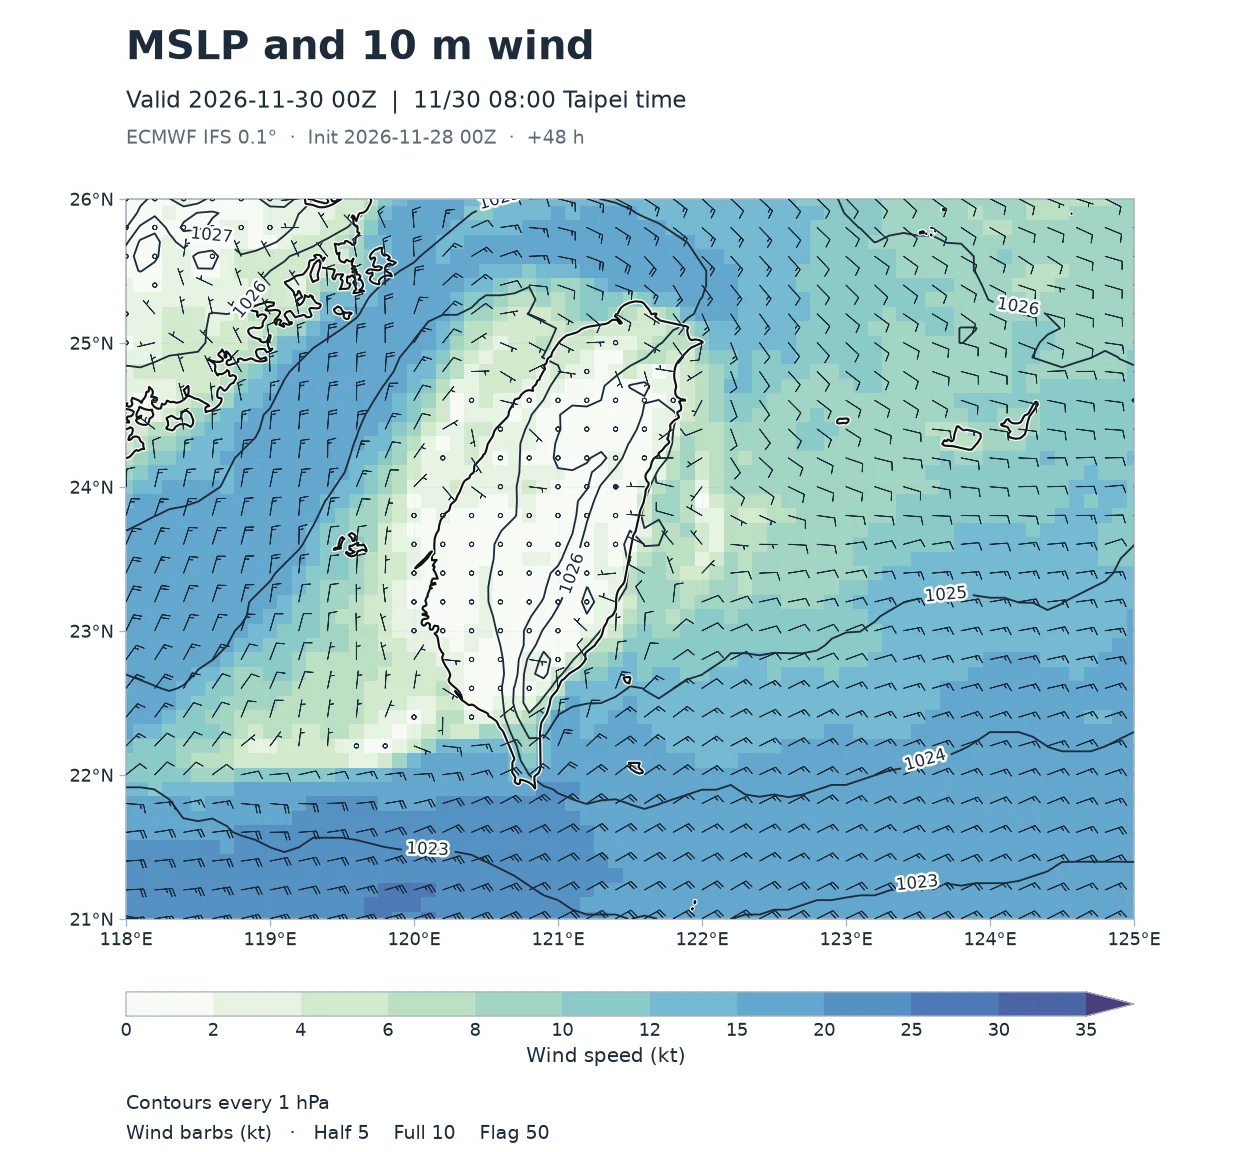 MSLP and 10 m wind
Valid 2026-11-30 00Z | 11/30 08:00 Taipei time
ECMWF IFS 0.1° · Init 2026-11-28 00Z · +48 h
26°N
1027
1026
1026
25°N
24°N
1026
1025
23°N
1024
22°N
1023
1023
21°N
118°E 119°E 120°E 121°E 122°E 123°E 124°E 125°E
0 2 4 6 8 10 12 15 20 25 30 35
Wind speed (kt)
Contours every 1 hPa
Wind barbs (kt) · Half 5 Full 10 Flag 50